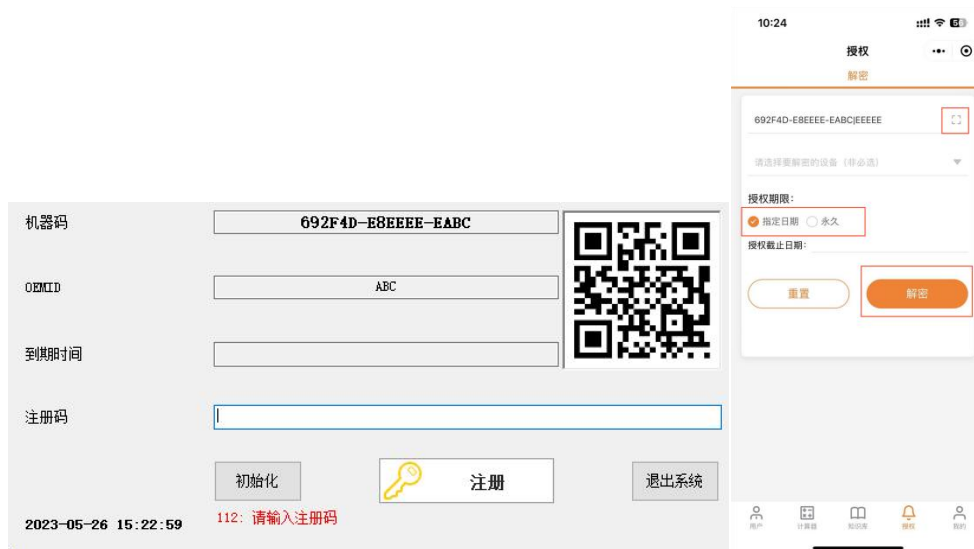 机器码
692F4D-E8EEEE-EABC
OEMID
ABC
到期时间
注册码
初始化
注册
退出系统
2023-05-26 15:22:59
112: 请输入注册码
10:24
授权
解密
692F4D-E8EEEE-EABC|EEEEE
请选择要解密的设备（非必选）
授权期限：
指定日期 永久
授权截止日期：
重置
解密
用户 计算器 知识库 授权 我的